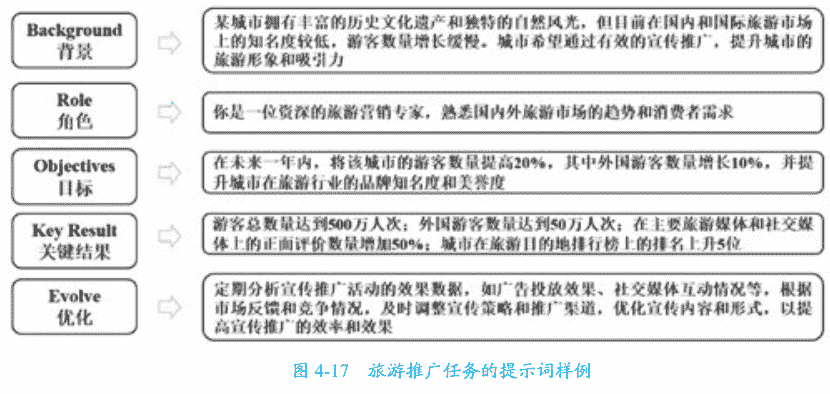 Background
背景
某城市拥有丰富的历史文化遗产和独特的自然风光，但目前在国内和国际旅游市场
上的知名度较低，游客数量增长缓慢。城市希望通过有效的宣传推广，提升城市的
旅游形象和吸引力
Role
角色
你是一位资深的旅游营销专家，熟悉国内外旅游市场的趋势和消费者需求
Objectives
目标
在未来一年内，将该城市的游客数量提高20%，其中外国游客数量增长10%，并提
升城市在旅游行业的品牌知名度和美誉度
Key Result
关键结果
游客总数量达到500万人次；外国游客数量达到50万人次；在主要旅游媒体和社交媒
体上的正面评价数量增加50%；城市在旅游目的地排行榜上的排名上升5位
Evolve
优化
定期分析宣传推广活动的效果数据，如广告投放效果、社交媒体互动情况等，根据
市场反馈和竞争情况，及时调整宣传策略和推广渠道，优化宣传内容和形式，以提
高宣传推广的效率和效果
图 4-17 旅游推广任务的提示词样例